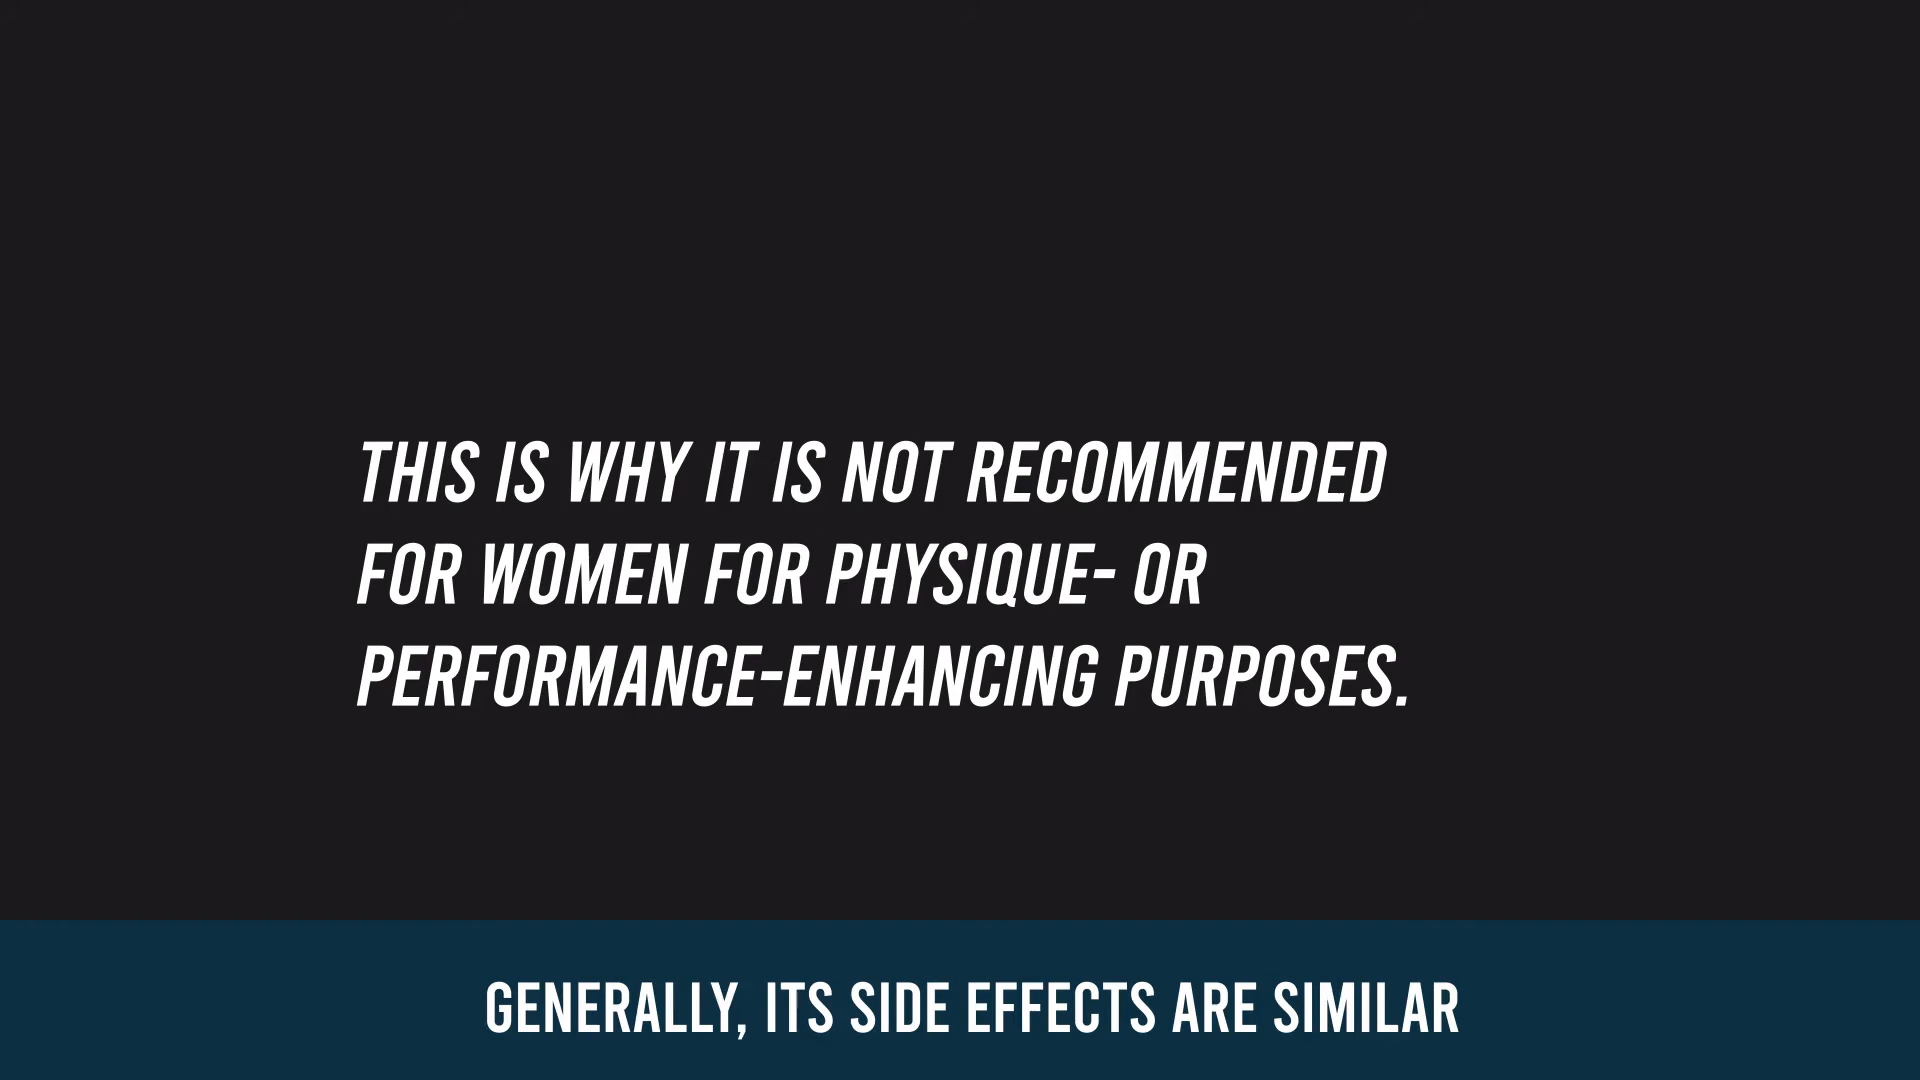 THIS IS WHY IT IS NOT RECOMMENDED
FOR WOMEN FOR PHYSIQUE- OR
PERFORMANCE-ENHANCING PURPOSES.
GENERALLY, ITS SIDE EFFECTS ARE SIMILAR